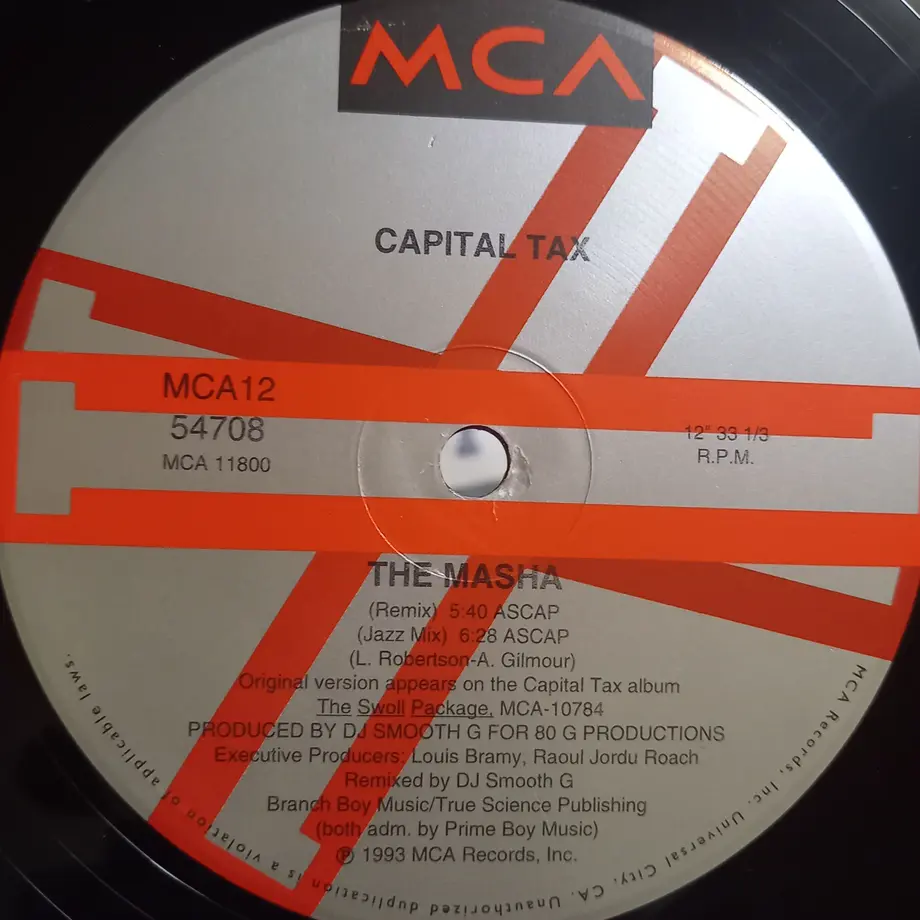 MCA
CAPITAL TAX
MCA12
54708
MCA 11800
12" 33 1/3
R.P.M.
THE MASHA
(Remix) 5:40 ASCAP
(Jazz Mix) 6:28 ASCAP
(L. Robertson-A. Gilmour)
Original version appears on the Capital Tax album
The Swoll Package, MCA-10784
PRODUCED BY DJ SMOOTH G FOR 80 G PRODUCTIONS
Executive Producers: Louis Bramy, Raoul Jordu Roach
Remixed by DJ Smooth G
Branch Boy Music/True Science Publishing
(both adm. by Prime Boy Music)
℗ 1993 MCA Records, Inc.
MCA Records, Inc. Universal City, CA. Unauthorized duplication is a violation of applicable laws.